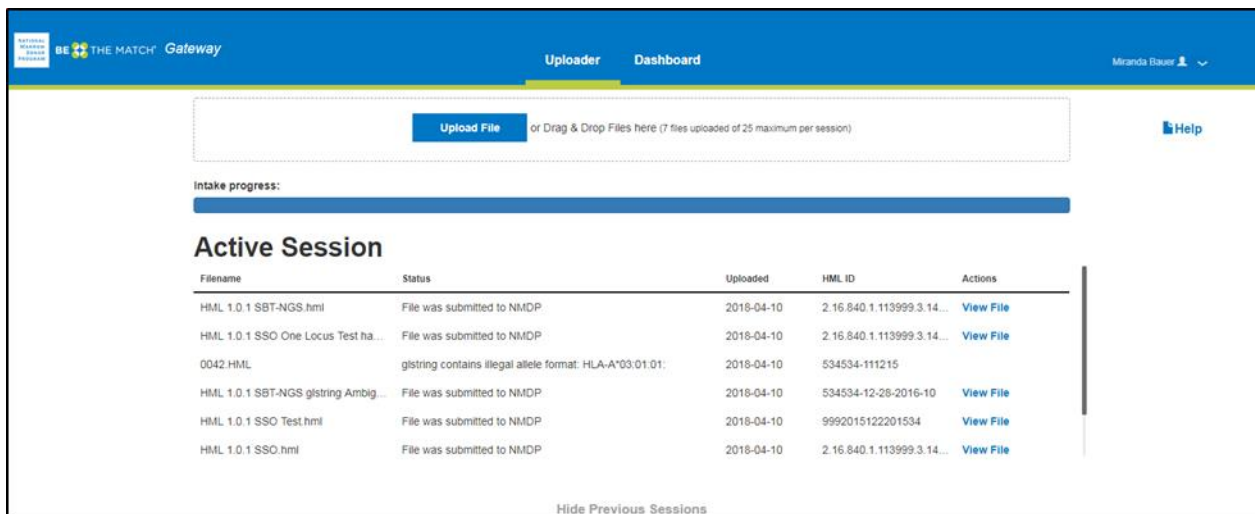 NATIONAL MARROW DONOR PROGRAM
BE THE MATCH® Gateway
Uploader Dashboard
Miranda Bauer
Upload File or Drag & Drop Files here (7 files uploaded of 25 maximum per session)
Help
Intake progress:
Active Session
Filename Status Uploaded HML ID Actions
HML 1.0.1 SBT-NGS.hml File was submitted to NMDP 2018-04-10 2.16.840.1.113999.3.14... View File
HML 1.0.1 SSO One Locus Test ha... File was submitted to NMDP 2018-04-10 2.16.840.1.113999.3.14... View File
0042.HML glstring contains illegal allele format: HLA-A*03:01:01: 2018-04-10 534534-111215
HML 1.0.1 SBT-NGS glstring Ambig... File was submitted to NMDP 2018-04-10 534534-12-28-2016-10 View File
HML 1.0.1 SSO Test.hml File was submitted to NMDP 2018-04-10 9992015122201534 View File
HML 1.0.1 SSO.hml File was submitted to NMDP 2018-04-10 2.16.840.1.113999.3.14... View File
Hide Previous Sessions